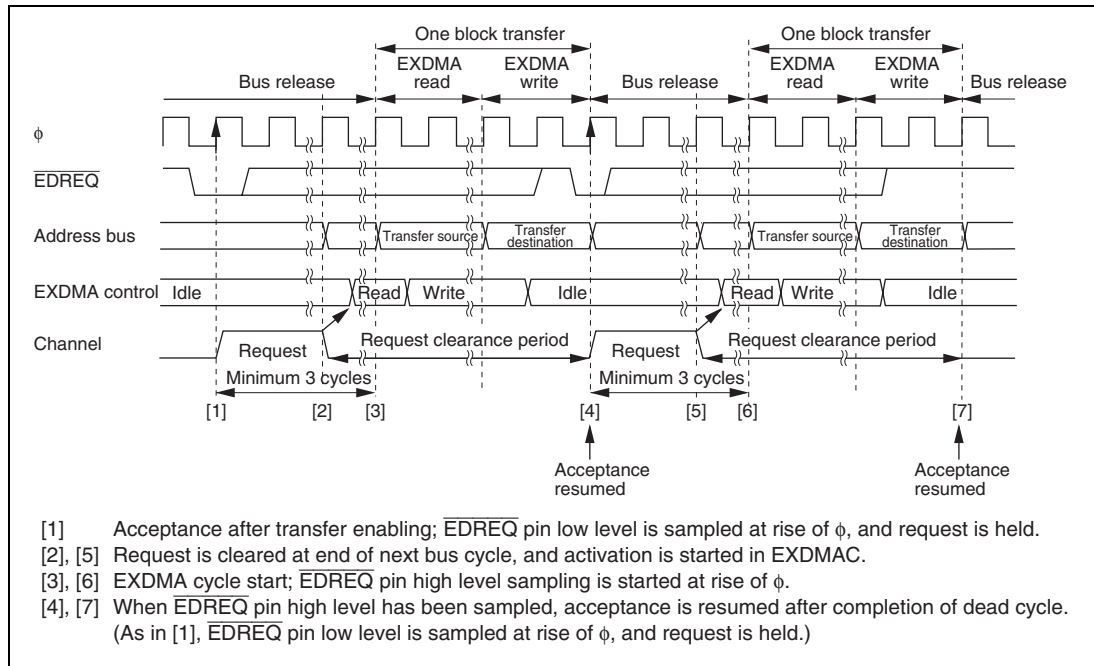 One block transfer One block transfer
EXDMA read EXDMA write EXDMA read EXDMA write
Bus release Bus release Bus release
ϕ
EDREQ
Address bus Transfer source Transfer destination Transfer source Transfer destination
EXDMA control Idle Read Write Idle Read Write Idle
Channel Request Request clearance period Request Request clearance period
Minimum 3 cycles Minimum 3 cycles
[1] [2] [3] [4] [5] [6] [7]
Acceptance resumed Acceptance resumed
[1] Acceptance after transfer enabling; EDREQ pin low level is sampled at rise of ϕ, and request is held.
[2], [5] Request is cleared at end of next bus cycle, and activation is started in EXDMAC.
[3], [6] EXDMA cycle start; EDREQ pin high level sampling is started at rise of ϕ.
[4], [7] When EDREQ pin high level has been sampled, acceptance is resumed after completion of dead cycle.
(As in [1], EDREQ pin low level is sampled at rise of ϕ, and request is held.)